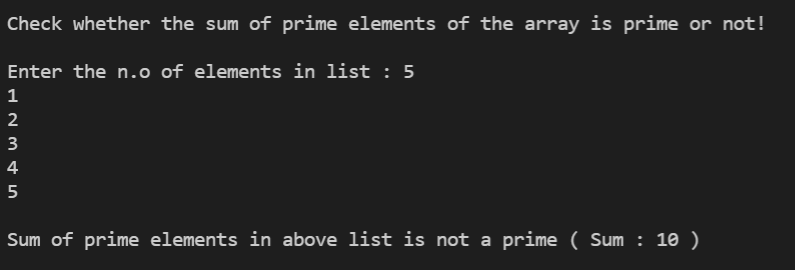 Check whether the sum of prime elements of the array is prime or not!
Enter the n.o of elements in list : 5
1
2
3
4
5
Sum of prime elements in above list is not a prime ( Sum : 10 )